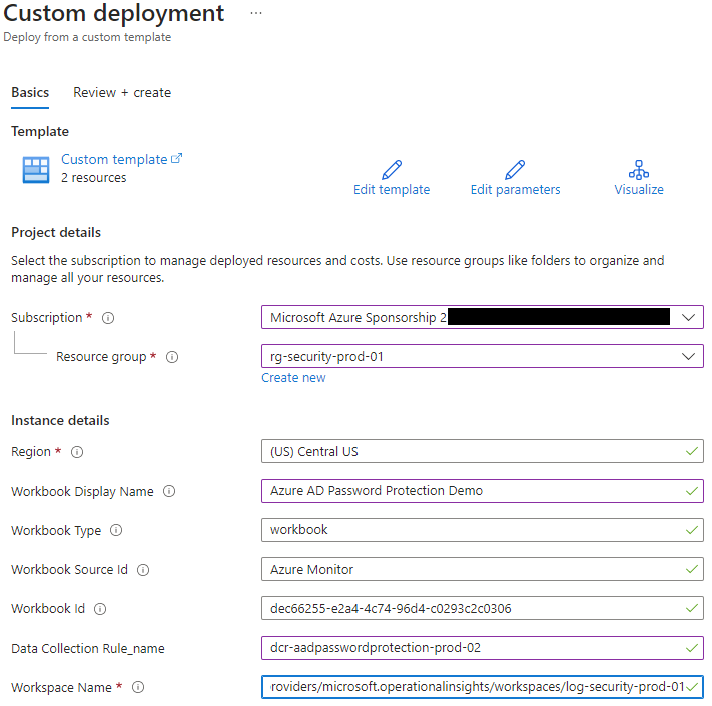 Custom deployment ...
Deploy from a custom template
Basics Review + create
Template
Custom template
2 resources
Edit template Edit parameters Visualize
Project details
Select the subscription to manage deployed resources and costs. Use resource groups like folders to organize and
manage all your resources.
Subscription * Microsoft Azure Sponsorship 2
Resource group * rg-security-prod-01
Create new
Instance details
Region * (US) Central US
Workbook Display Name Azure AD Password Protection Demo
Workbook Type workbook
Workbook Source Id Azure Monitor
Workbook Id dec66255-e2a4-4c74-96d4-c0293c2c0306
Data Collection Rule_name dcr-aadpasswordprotection-prod-02
Workspace Name * roviders/microsoft.operationalinsights/workspaces/log-security-prod-01